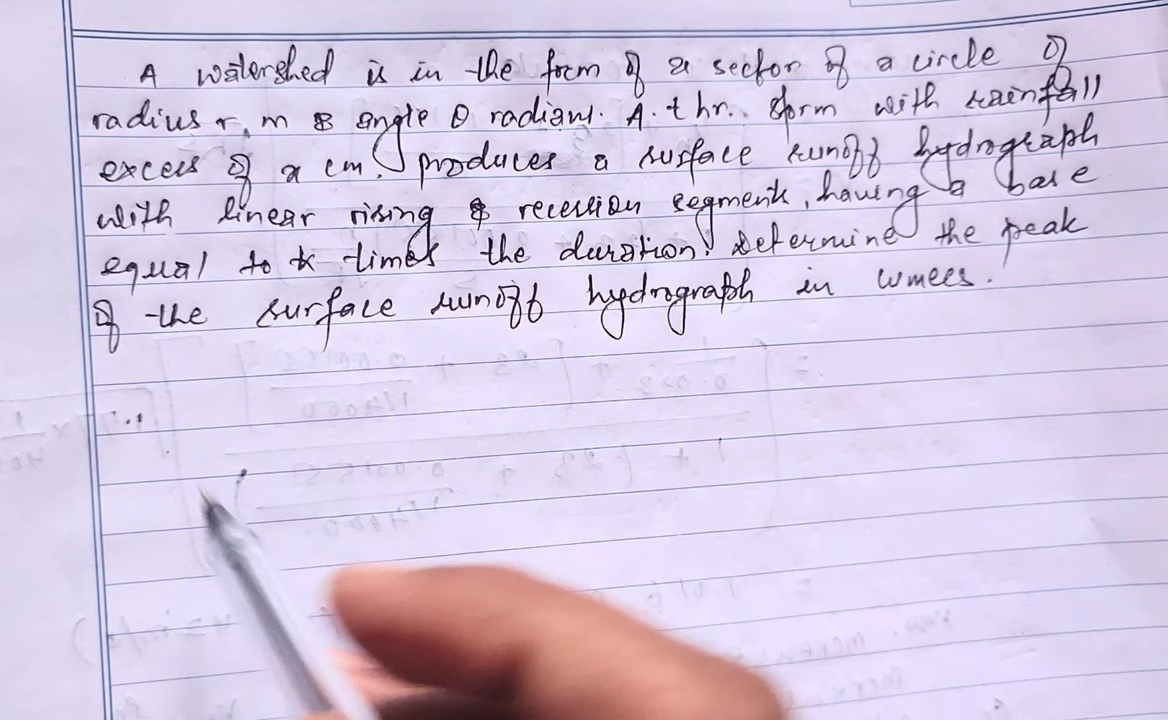 A watershed is in the form of a sector of a circle of
radius r, m & angle θ radians. A. t hr. storm with rainfall
excess of x cm. produces a surface runoff hydrograph
with linear rising & recession segments, having a base
equal to k times the duration. Determine the peak
of the surface runoff hydrograph in cumecs.